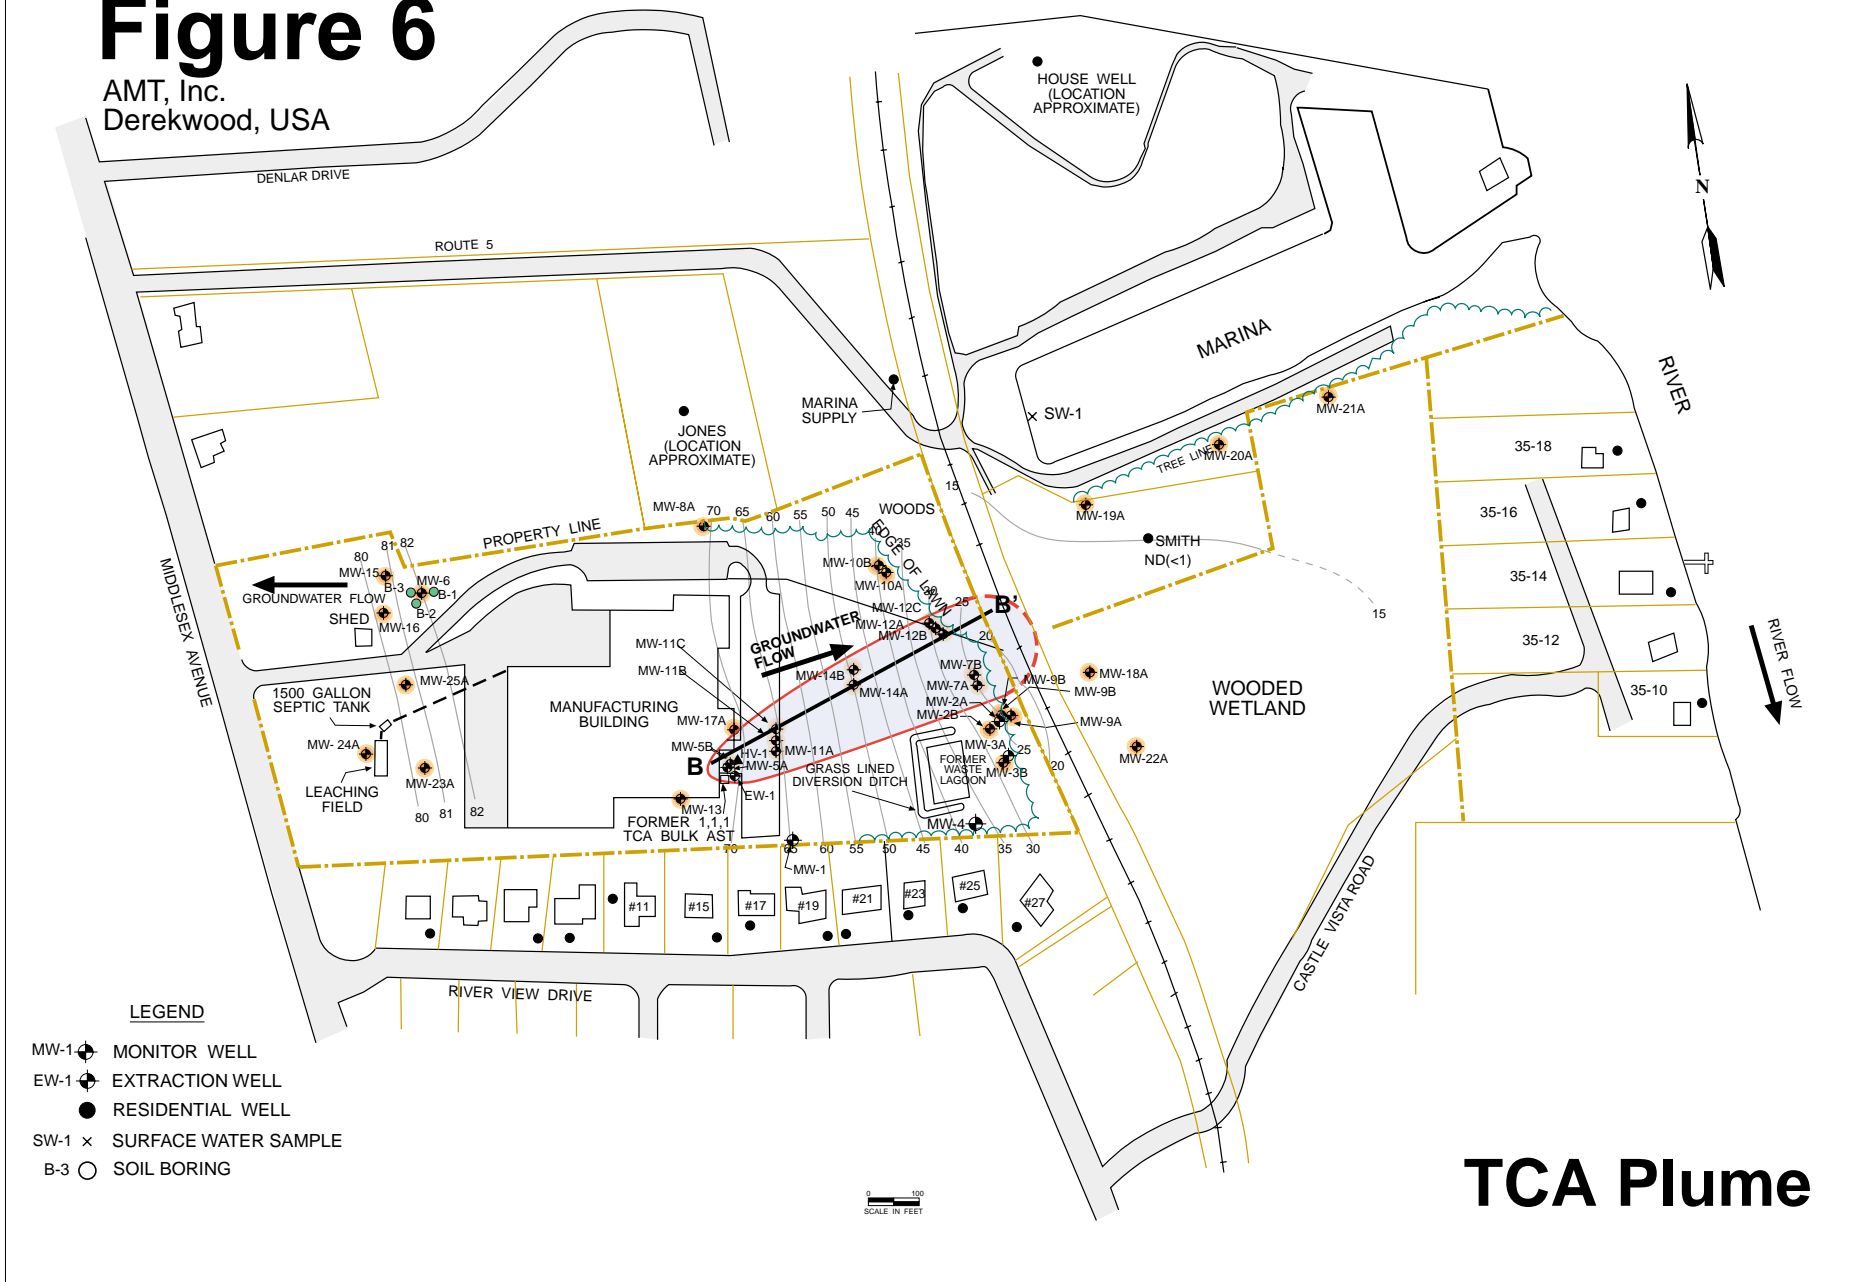 Figure 6
AMT, Inc.
Derekwood, USA
DENLAR DRIVE
ROUTE 5
HOUSE WELL
(LOCATION
APPROXIMATE)
N
MARINA
RIVER
MARINA
SUPPLY
SW-1
JONES
(LOCATION
APPROXIMATE)
MW-21A
TREE LINE
MW-20A
MW-19A
35-18
35-16
35-14
35-12
35-10
SMITH
ND(<1)
15
15
MW-8A
70
65
60
55
50
45
40
35
30
25
20
WOODS
EDGE OF LAWN
PROPERTY LINE
MIDDLESEX AVENUE
80
81
82
MW-15
MW-6
B-3
B-1
B-2
GROUNDWATER FLOW
SHED
MW-16
MW-10B
MW-10A
MW-12C
MW-12A
MW-12B
B'
GROUNDWATER
FLOW
MW-11C
MW-11B
MW-14B
MW-14A
MW-7B
MW-7A
MW-9B
MW-9B
MW-2A
MW-2B
MW-9A
MW-18A
WOODED
WETLAND
RIVER FLOW
MW-25A
1500 GALLON
SEPTIC TANK
MANUFACTURING
BUILDING
MW-17A
MW-5B
HV-1
MW-11A
MW-5A
B
GRASS LINED
DIVERSION DITCH
FORMER
WASTE
LAGOON
MW-3A
25
MW-3B
20
MW-22A
MW- 24A
MW-23A
LEACHING
FIELD
80
81
82
EW-1
MW-13
FORMER 1,1,1
TCA BULK AST
MW-4
70
65
60
55
50
45
40
35
30
MW-1
#11
#15
#17
#19
#21
#23
#25
#27
RIVER VIEW DRIVE
CASTLE VISTA ROAD
LEGEND
MW-1 MONITOR WELL
EW-1 EXTRACTION WELL
RESIDENTIAL WELL
SW-1 SURFACE WATER SAMPLE
B-3 SOIL BORING
0 100
SCALE IN FEET
TCA Plume